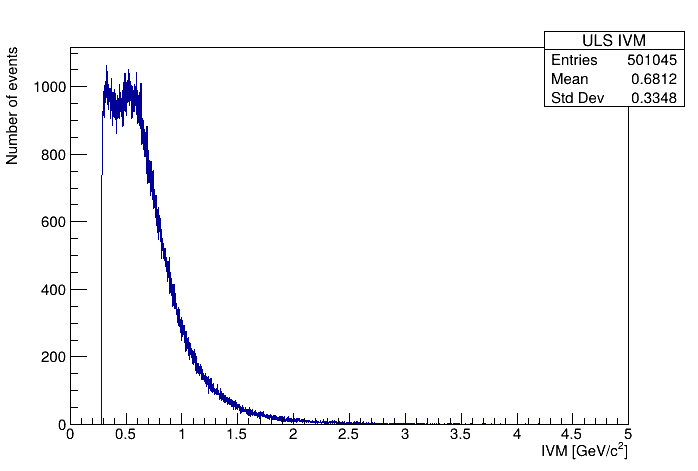 ULS IVM
Entries 501045
Mean 0.6812
Std Dev 0.3348
Number of events
1000
800
600
400
200
0
0 0.5 1 1.5 2 2.5 3 3.5 4 4.5 5
IVM [GeV/c²]